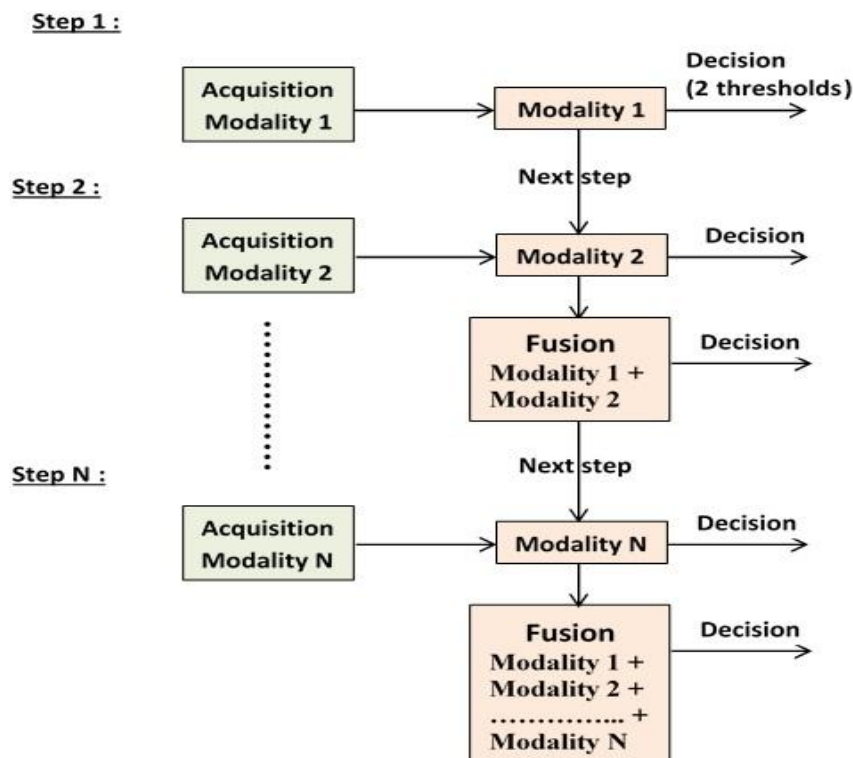 Step 1 :
Acquisition
Modality 1
Modality 1
Decision
(2 thresholds)
Next step
Step 2 :
Acquisition
Modality 2
Modality 2
Decision
Fusion
Modality 1 +
Modality 2
Decision
Next step
Step N :
Acquisition
Modality N
Modality N
Decision
Fusion
Modality 1 +
Modality 2 +
................ +
Modality N
Decision